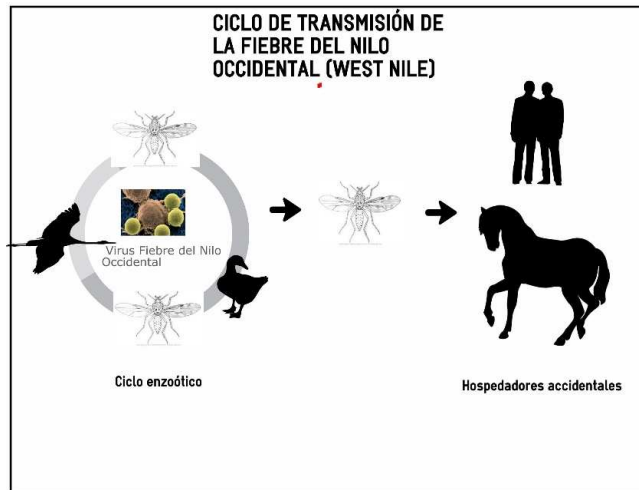 CICLO DE TRANSMISIÓN DE
LA FIEBRE DEL NILO
OCCIDENTAL (WEST NILE)
Virus Fiebre del Nilo
Occidental
Ciclo enzoótico
Hospedadores accidentales